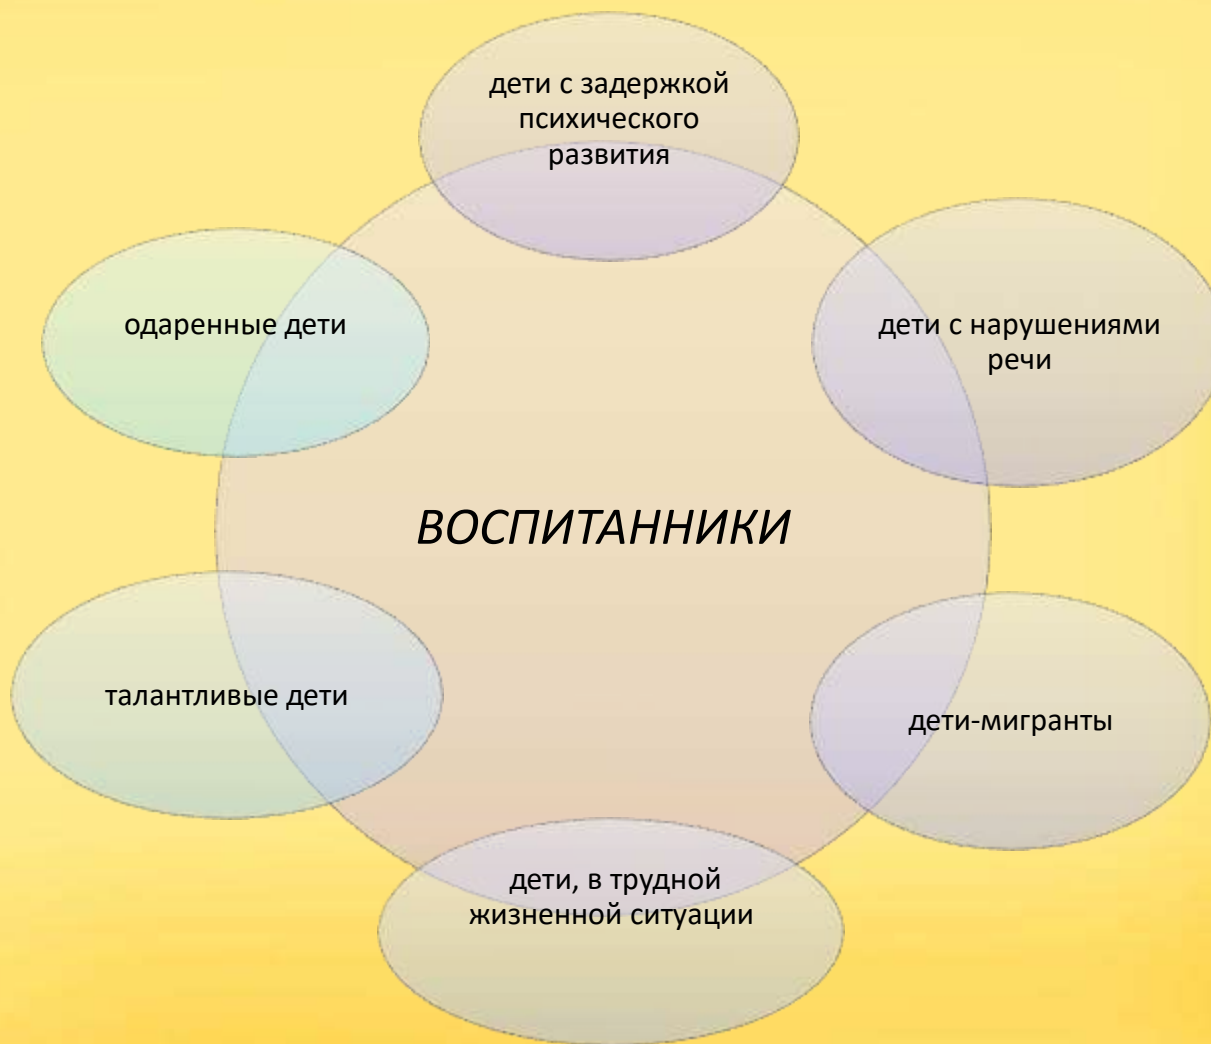 дети с задержкой
психического
развития
одаренные дети
дети с нарушениями
речи
ВОСПИТАННИКИ
талантливые дети
дети-мигранты
дети, в трудной
жизненной ситуации